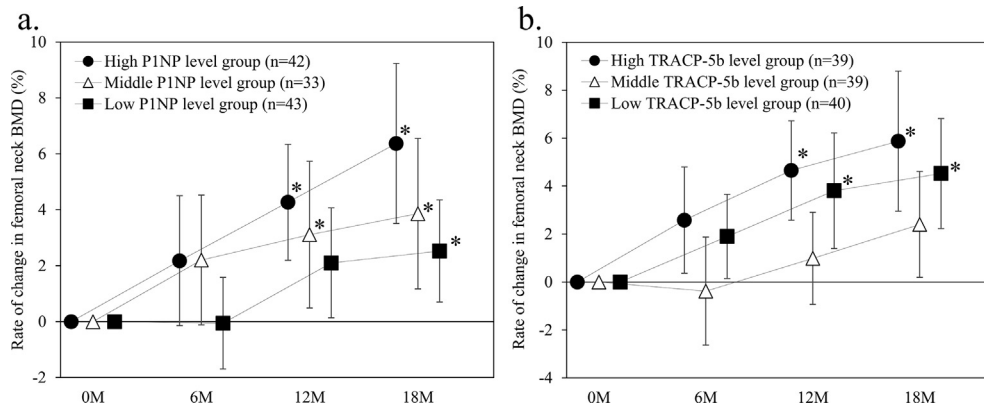 a.
Rate of change in femoral neck BMD (%)
10
8
6
4
2
0
-2
High P1NP level group (n=42)
Middle P1NP level group (n=33)
Low P1NP level group (n=43)
*
*
*
*
*
0M
6M
12M
18M
b.
Rate of change in femoral neck BMD (%)
10
8
6
4
2
0
-2
-4
High TRACP-5b level group (n=39)
Middle TRACP-5b level group (n=39)
Low TRACP-5b level group (n=40)
*
*
*
*
0M
6M
12M
18M